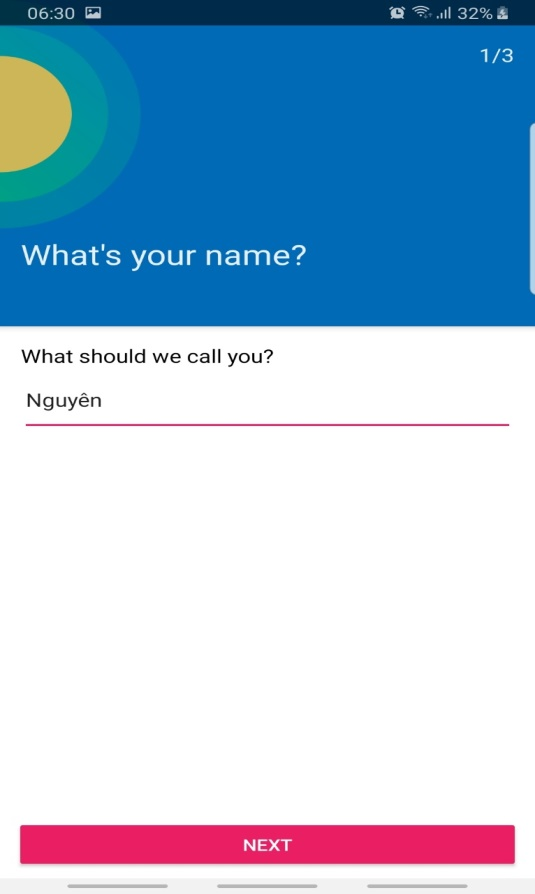 06:30 32%
1/3
What's your name?
What should we call you?
Nguyên
NEXT